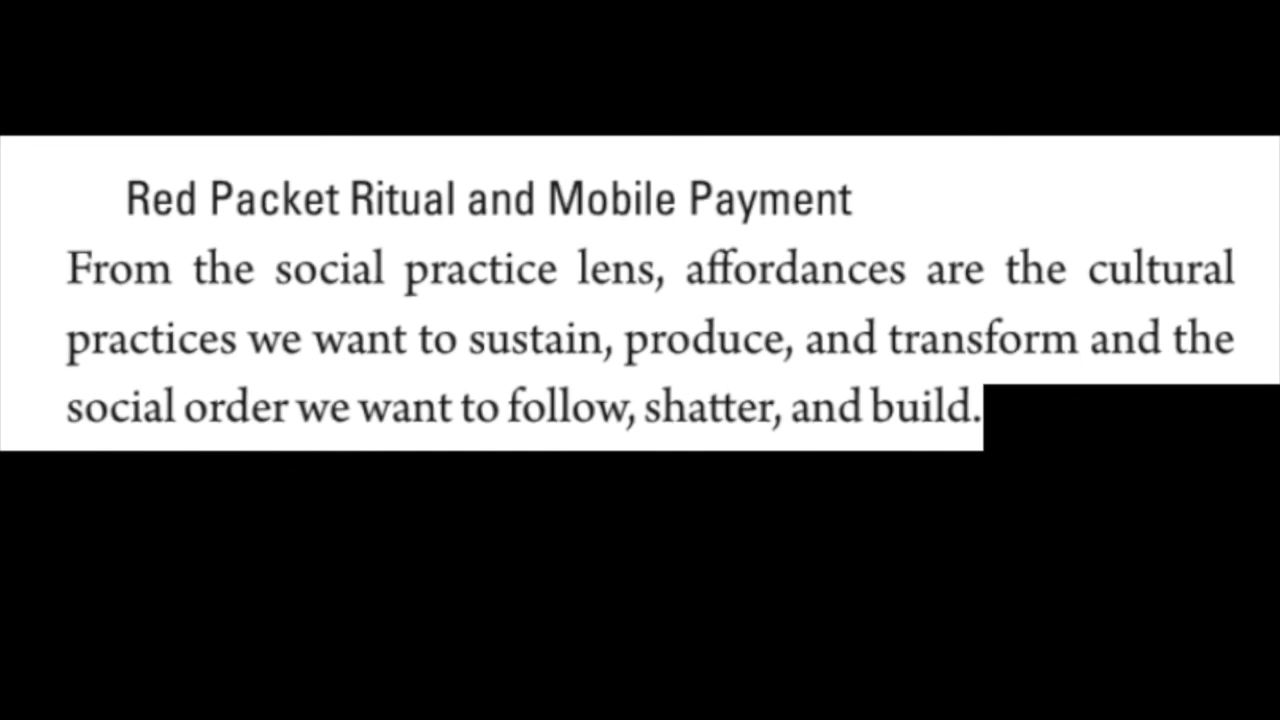 Red Packet Ritual and Mobile Payment
From the social practice lens, affordances are the cultural
practices we want to sustain, produce, and transform and the
social order we want to follow, shatter, and build.